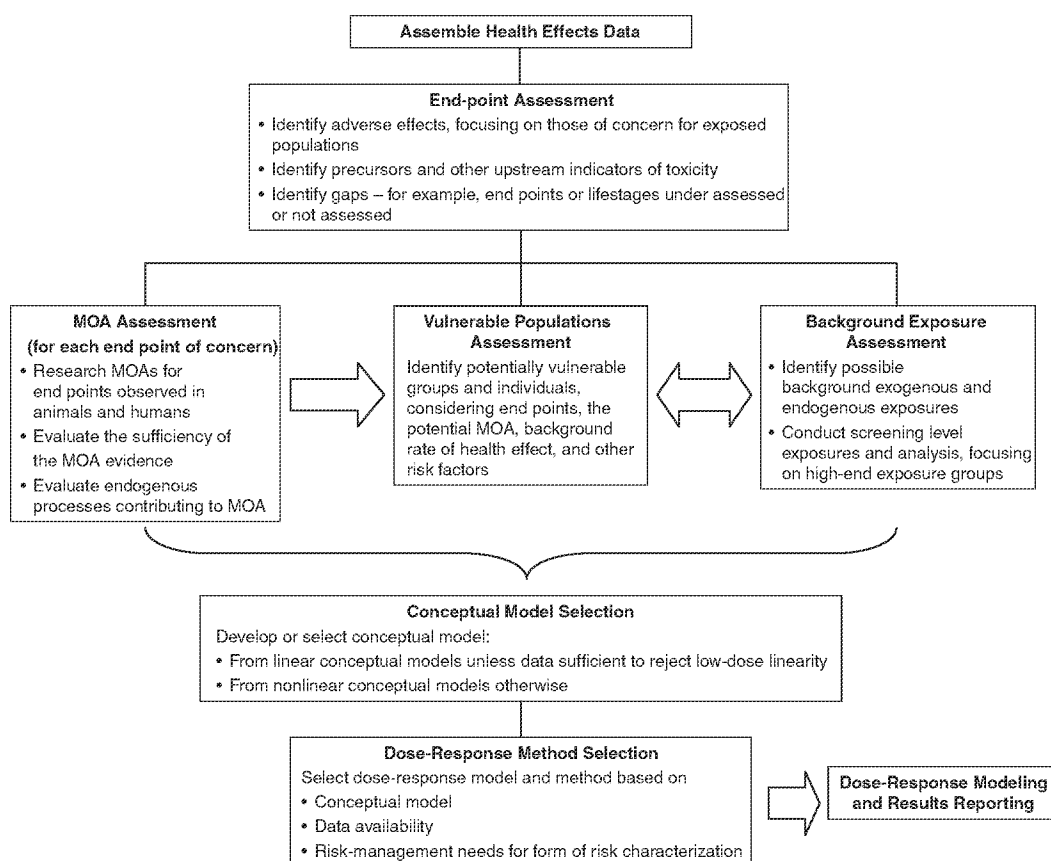 Assemble Health Effects Data
End-point Assessment
• Identify adverse effects, focusing on those of concern for exposed
populations
• Identify precursors and other upstream indicators of toxicity
• Identify gaps – for example, end points or lifestages under assessed
or not assessed
MOA Assessment
(for each end point of concern)
• Research MOAs for
end points observed in
animals and humans
• Evaluate the sufficiency of
the MOA evidence
• Evaluate endogenous
processes contributing to MOA
Vulnerable Populations
Assessment
Identify potentially vulnerable
groups and individuals,
considering end points, the
potential MOA, background
rate of health effect, and other
risk factors
Background Exposure
Assessment
• Identify possible
background exogenous and
endogenous exposures
• Conduct screening level
exposures and analysis, focusing
on high-end exposure groups
Conceptual Model Selection
Develop or select conceptual model:
• From linear conceptual models unless data sufficient to reject low-dose linearity
• From nonlinear conceptual models otherwise
Dose-Response Method Selection
Select dose-response model and method based on
• Conceptual model
• Data availability
• Risk-management needs for form of risk characterization
Dose-Response Modeling
and Results Reporting